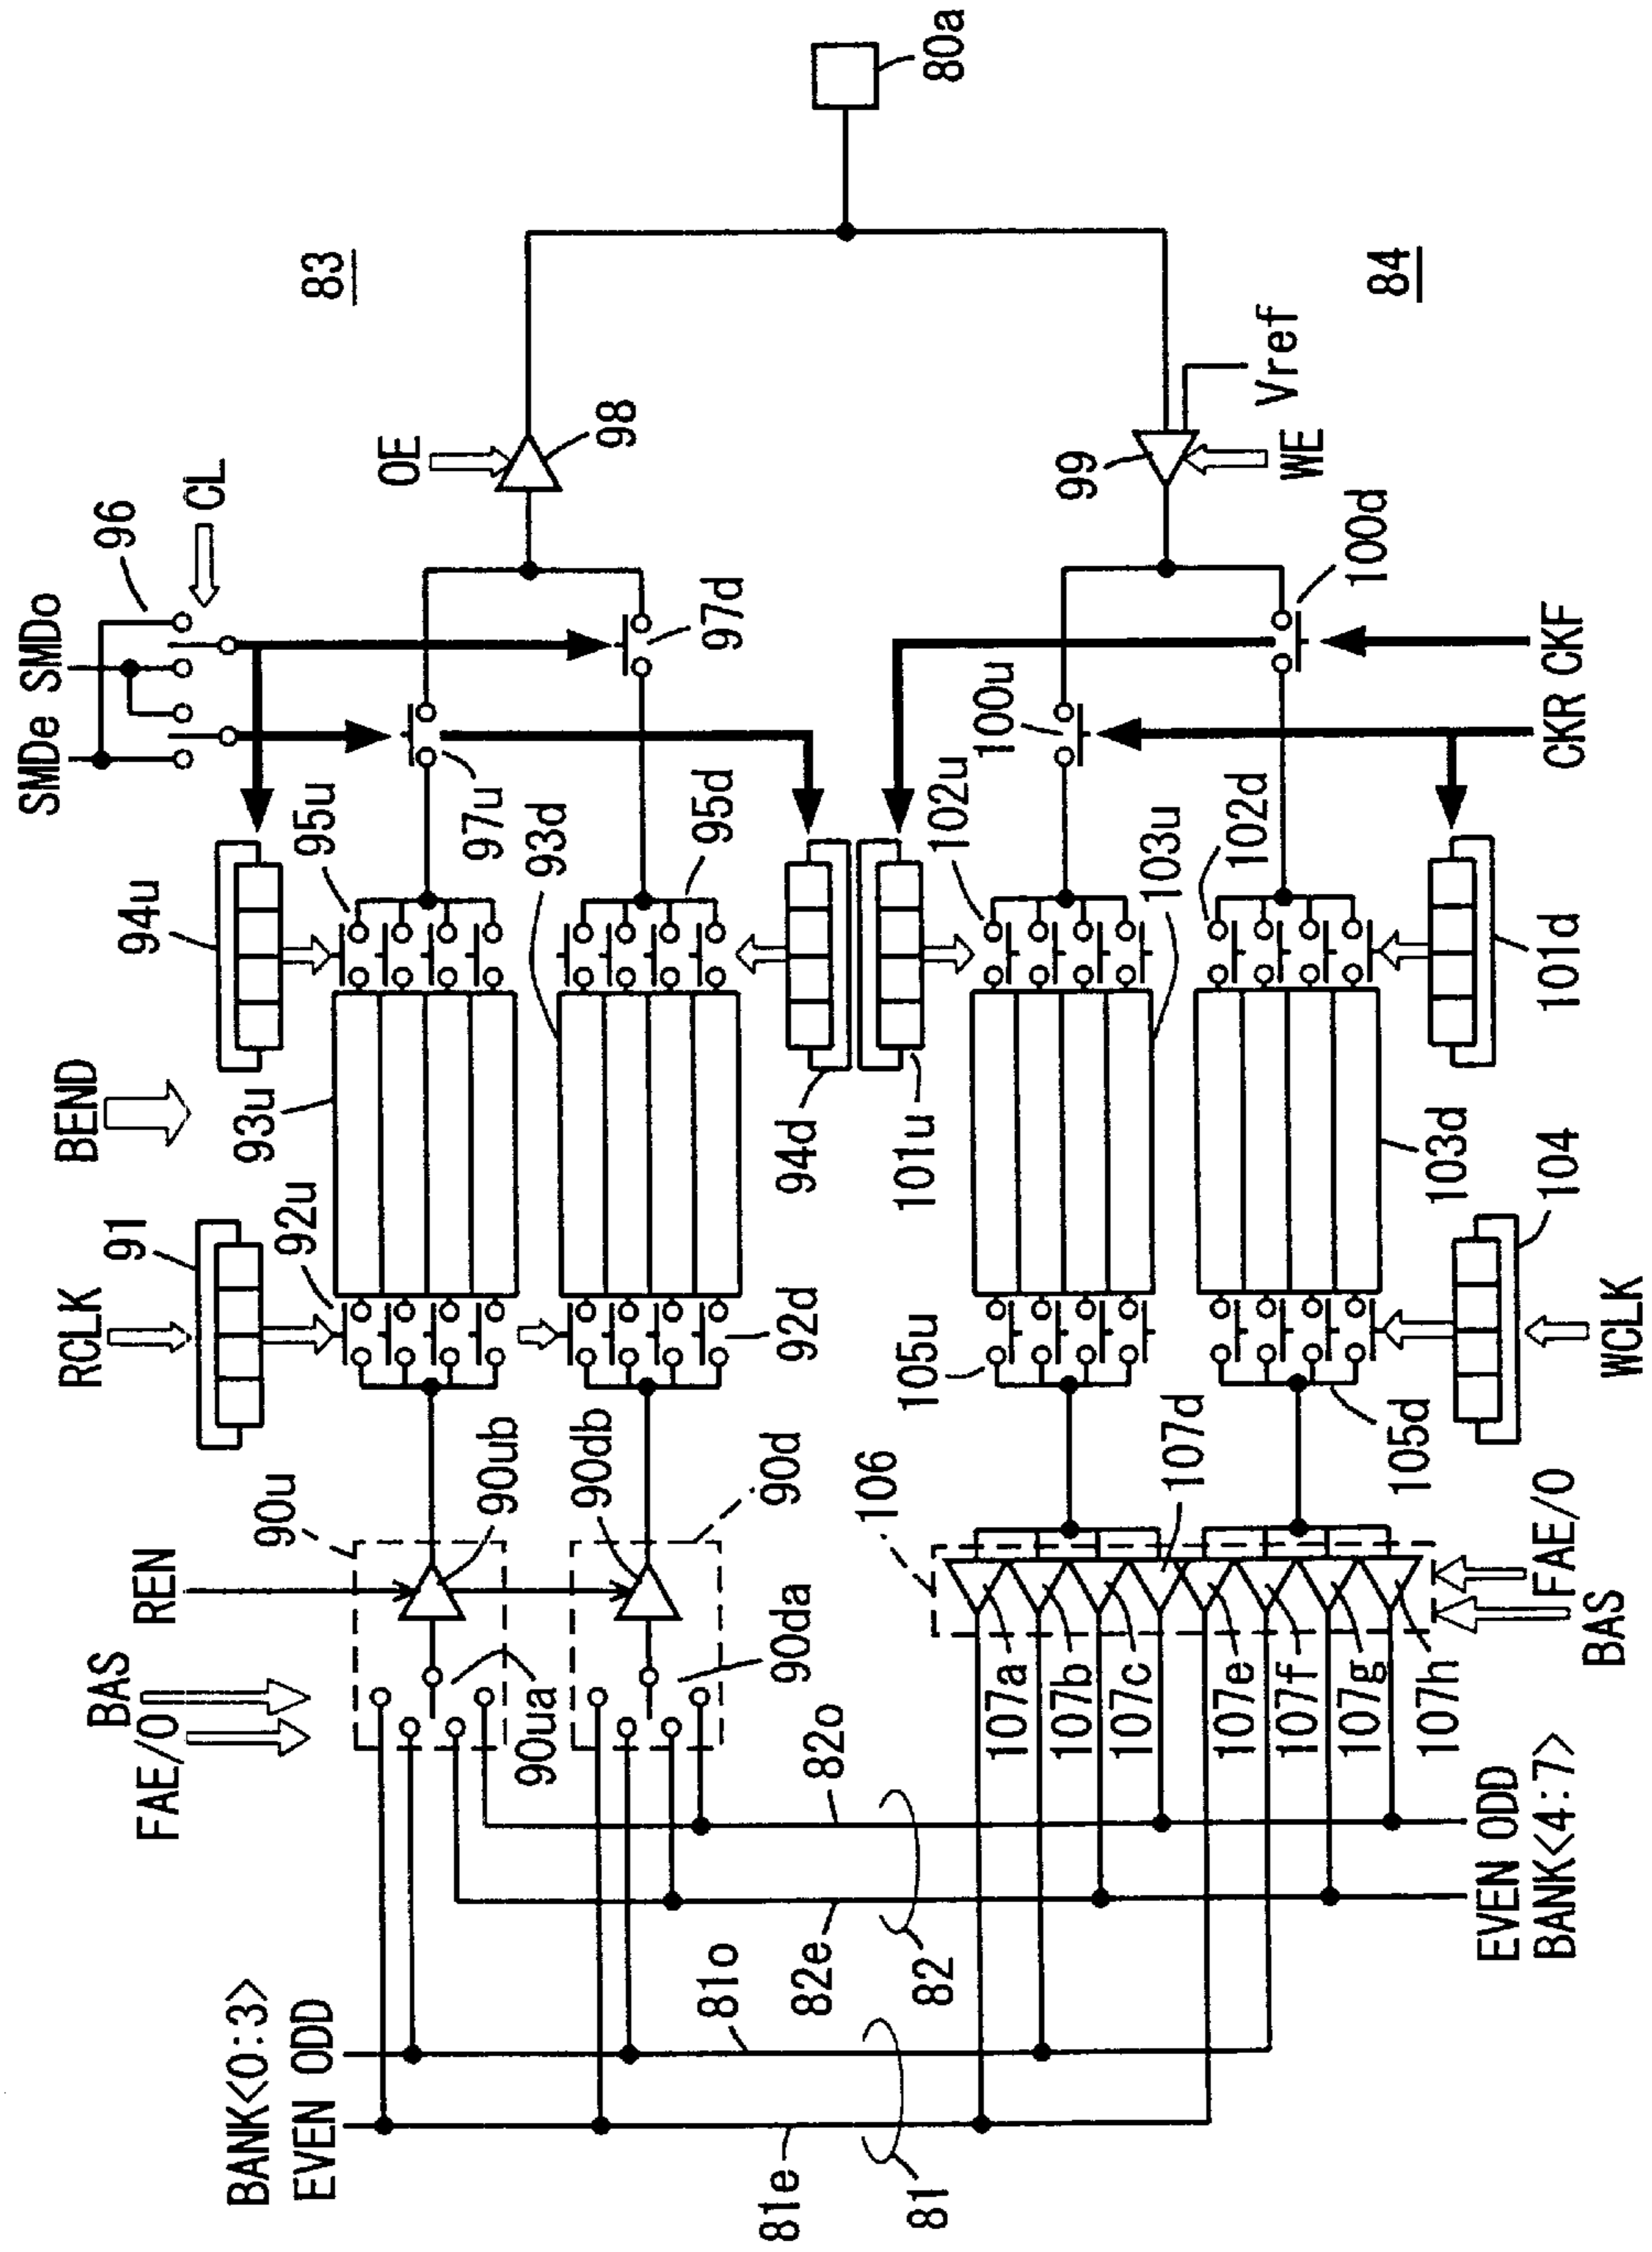 BANK<0:3>
EVEN ODD
81e
81
81o
82e
82
82o
EVEN ODD
BANK<4:7>
FAE/O
BAS
REN
90u
90ua
90ub
90da
90db
90d
106
107a
107b
107c
107d
107e
107f
107g
107h
BAS
FAE/O
RCLK
91
92u
92d
105u
105d
104
WCLK
BEND
93u
93d
94u
94d
95u
95d
101u
101d
102u
102d
103u
103d
SMDe SMDo
96
CL
97u
97d
100u
100d
CKR CKF
OE
98
99
WE
Vref
83
84
80a